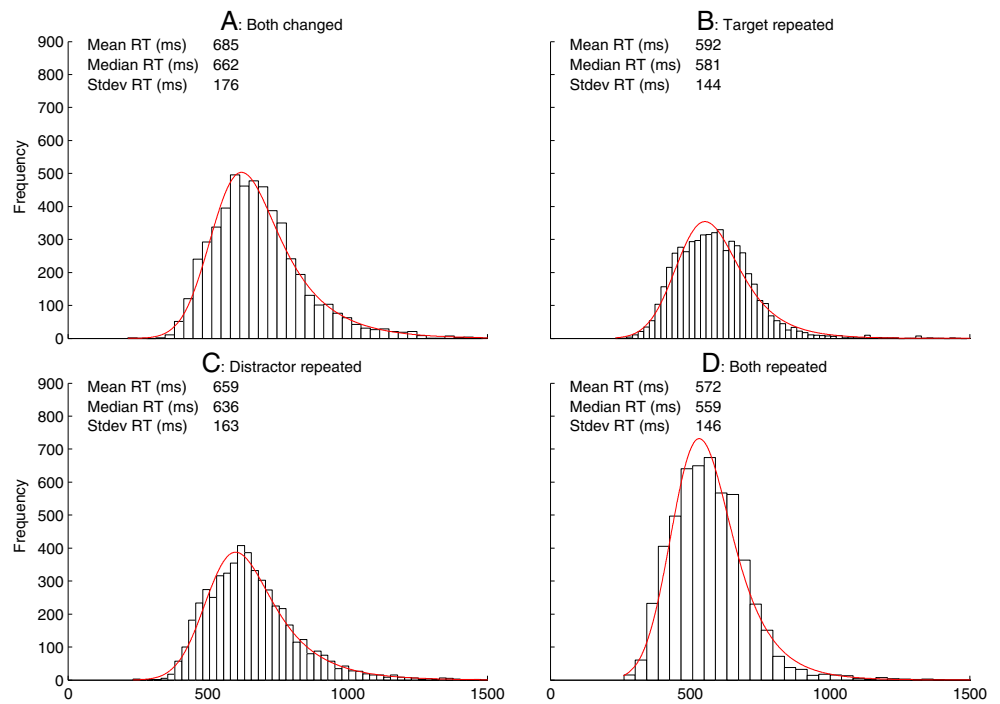 A: Both changed
Mean RT (ms) 685
Median RT (ms) 662
Stdev RT (ms) 176
900
800
700
600
500
400
300
200
100
0
Frequency
B: Target repeated
Mean RT (ms) 592
Median RT (ms) 581
Stdev RT (ms) 144
C: Distractor repeated
Mean RT (ms) 659
Median RT (ms) 636
Stdev RT (ms) 163
900
800
700
600
500
400
300
200
100
0
Frequency
0 500 1000 1500
D: Both repeated
Mean RT (ms) 572
Median RT (ms) 559
Stdev RT (ms) 146
0 500 1000 1500